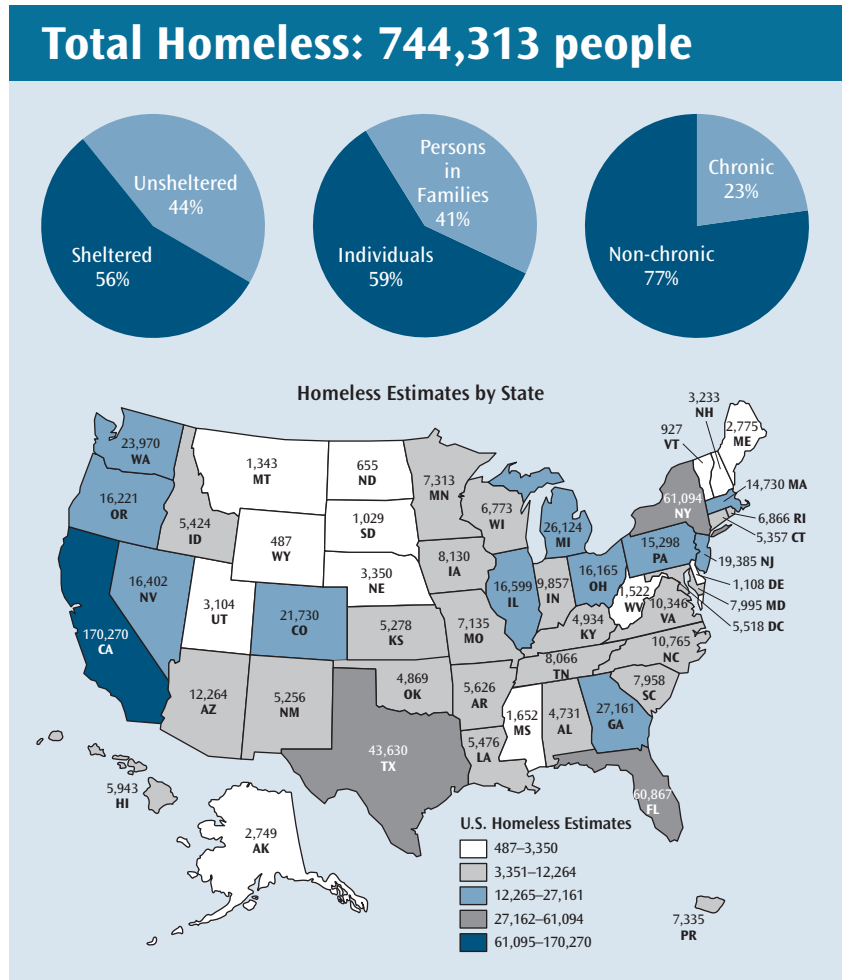 Total Homeless: 744,313 people
Unsheltered
44%
Sheltered
56%
Persons
in
Families
41%
Individuals
59%
Chronic
23%
Non-chronic
77%
Homeless Estimates by State
3,233
NH
927
VT
2,775
ME
23,970
WA
1,343
MT
655
ND
7,313
MN
14,730 MA
16,221
OR
5,424
ID
1,029
SD
6,773
WI
61,094
NY
6,866 RI
5,357 CT
487
WY
26,124
MI
15,298
PA
19,385 NJ
16,402
NV
3,350
NE
8,130
IA
16,599
IL
9,857
IN
16,165
OH
1,108 DE
3,104
UT
21,730
CO
1,522
WV
7,995 MD
10,346
VA
5,518 DC
170,270
CA
5,278
KS
7,135
MO
4,934
KY
10,765
NC
12,264
AZ
5,256
NM
4,869
OK
5,626
AR
8,066
TN
7,958
SC
43,630
TX
5,476
LA
1,652
MS
4,731
AL
27,161
GA
5,943
HI
2,749
AK
60,867
FL
U.S. Homeless Estimates
487–3,350
3,351–12,264
12,265–27,161
27,162–61,094
61,095–170,270
7,335
PR